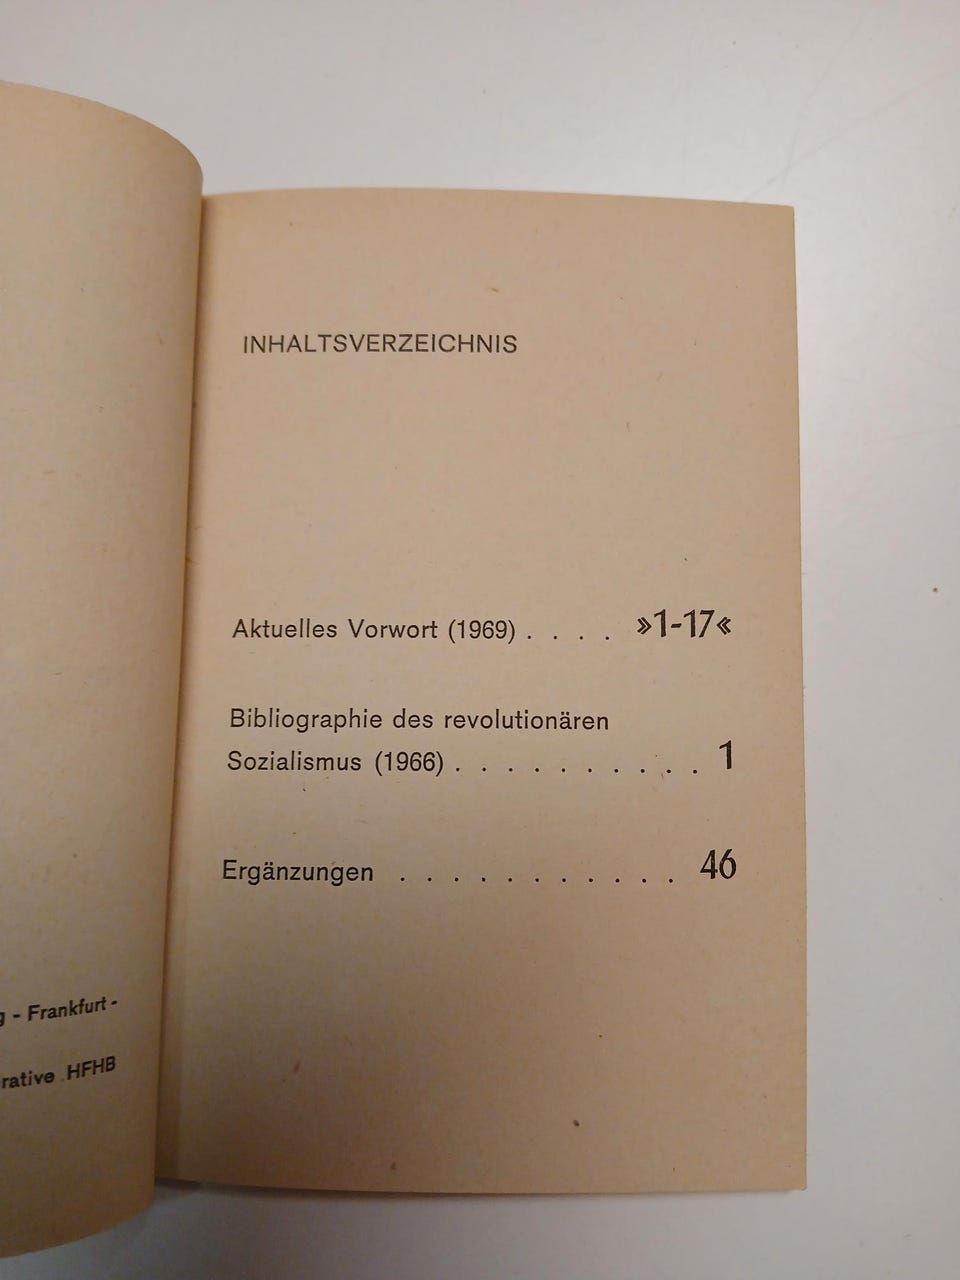 - Frankfurt -
rative HFHB
INHALTSVERZEICHNIS
Aktuelles Vorwort (1969) . . . . »1-17«
Bibliographie des revolutionären
Sozialismus (1966) . . . . . . . . . . 1
Ergänzungen . . . . . . . . . . . 46